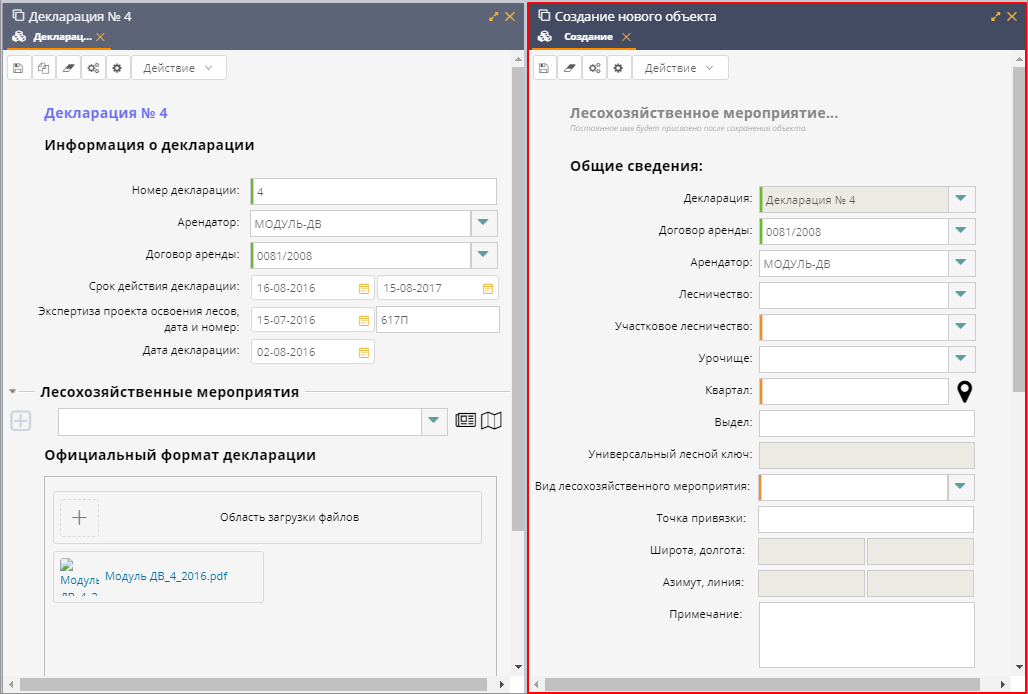 Декларация № 4
Декларац...
Действие
Декларация № 4
Информация о декларации
Номер декларации: 4
Арендатор: МОДУЛЬ-ДВ
Договор аренды: 0081/2008
Срок действия декларации: 16-08-2016 15-08-2017
Экспертиза проекта освоения лесов,
дата и номер: 15-07-2016 617П
Дата декларации: 02-08-2016
Лесохозяйственные мероприятия
Официальный формат декларации
Область загрузки файлов
Модуль ДВ_4_2016.pdf
Модуль
Создание нового объекта
Создание
Действие
Лесохозяйственное мероприятие...
Постоянное имя будет присвоено после сохранения объекта.
Общие сведения:
Декларация: Декларация № 4
Договор аренды: 0081/2008
Арендатор: МОДУЛЬ-ДВ
Лесничество:
Участковое лесничество:
Урочище:
Квартал:
Выдел:
Универсальный лесной ключ:
Вид лесохозяйственного мероприятия:
Точка привязки:
Широта, долгота:
Азимут, линия:
Примечание: